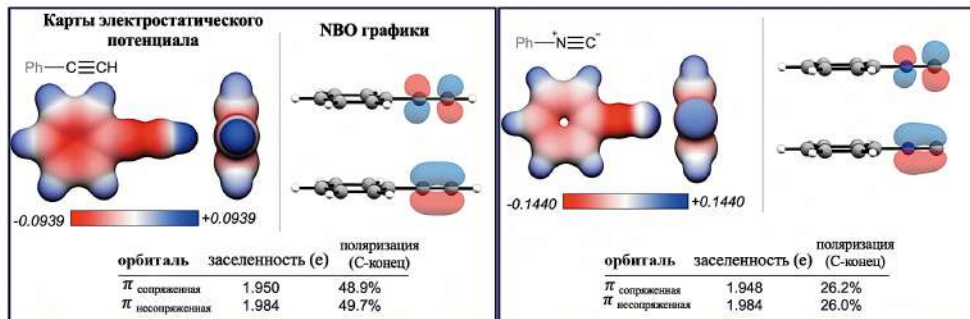 Карты электростатического
потенциала
NBO графики
Ph—C≡CH
-0.0939 +0.0939
орбиталь заселенность (e) поляризация
(C-конец)
π сопряженная 1.950 48.9%
π несопряженная 1.984 49.7%
Ph—N⁺≡C⁻
-0.1440 +0.1440
орбиталь заселенность (e) поляризация
(C-конец)
π сопряженная 1.948 26.2%
π несопряженная 1.984 26.0%